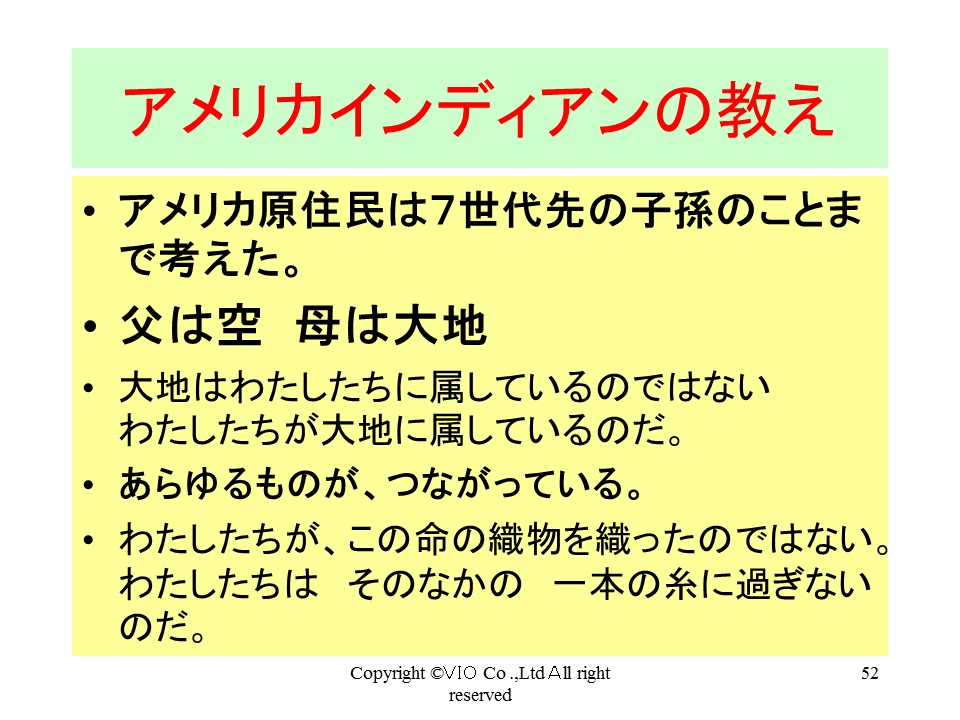 アメリカインディアンの教え
• アメリカ原住民は７世代先の子孫のことま
で考えた。
• 父は空　母は大地
• 大地はわたしたちに属しているのではない
わたしたちが大地に属しているのだ。
• あらゆるものが、つながっている。
• わたしたちが、この命の織物を織ったのではない。
わたしたちは　そのなかの　一本の糸に過ぎない
のだ。
Copyright ©ＶＩＯ Co .,Ltd Ａll right
reserved
52